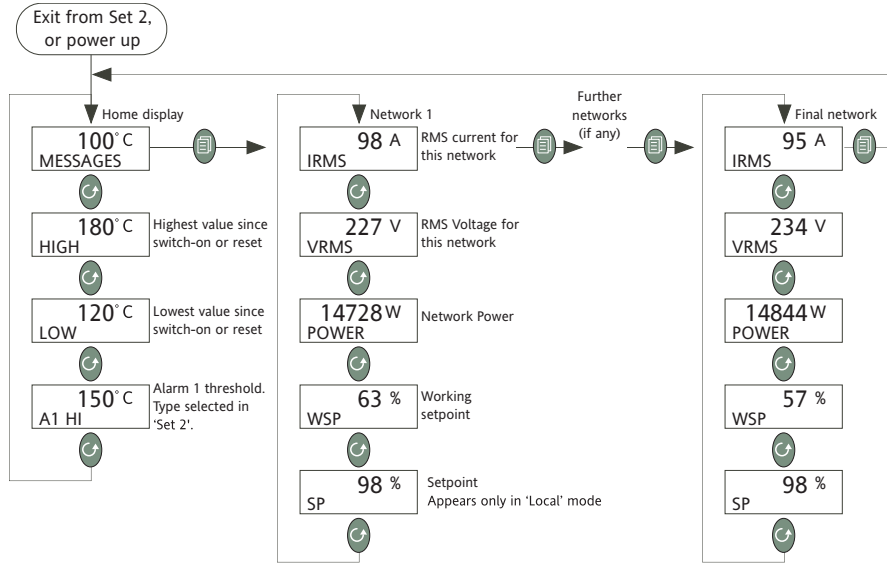 Exit from Set 2,
or power up
Home display
100°C
MESSAGES
180°C
HIGH
Highest value since
switch-on or reset
120°C
LOW
Lowest value since
switch-on or reset
150°C
A1 HI
Alarm 1 threshold.
Type selected in
'Set 2'.
Network 1
98 A
IRMS
RMS current for
this network
227 V
VRMS
RMS Voltage for
this network
14728 W
POWER
Network Power
63 %
WSP
Working
setpoint
98 %
SP
Setpoint
Appears only in 'Local' mode
Further
networks
(if any)
Final network
95 A
IRMS
234 V
VRMS
14844 W
POWER
57 %
WSP
98 %
SP